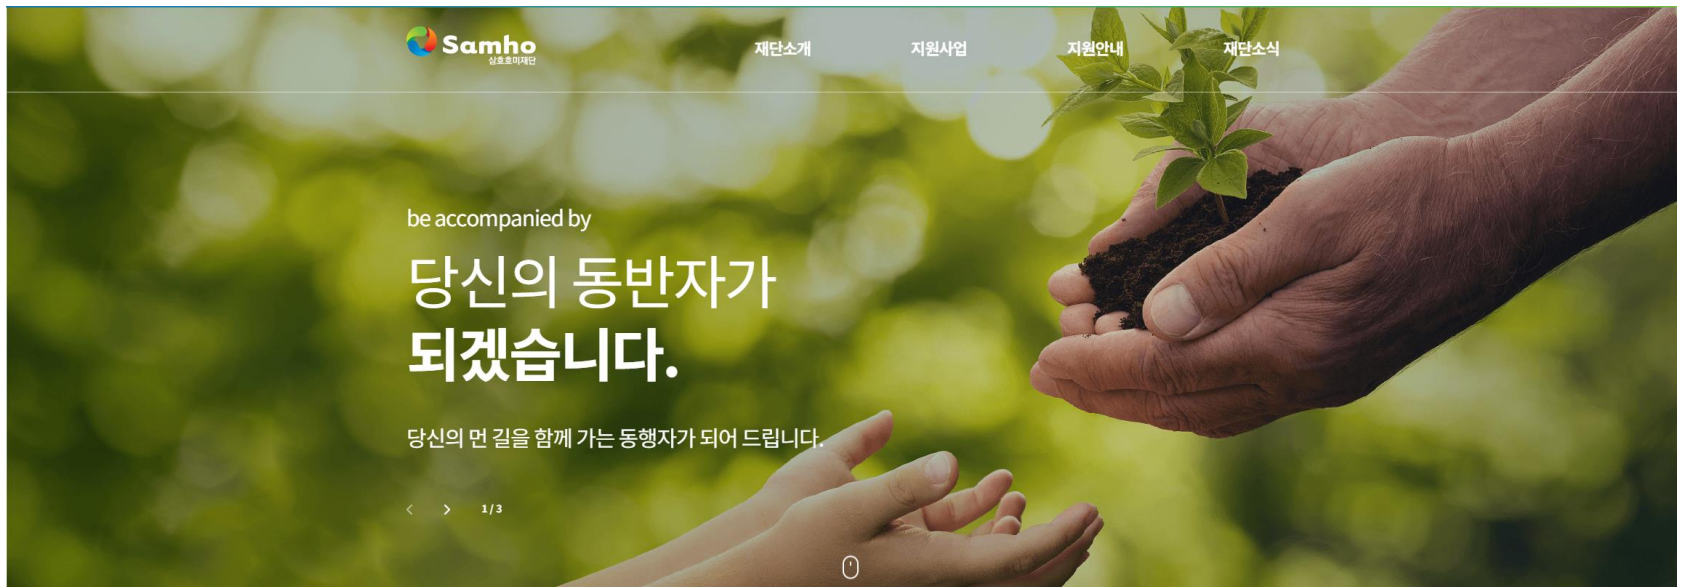 Samho
삼호호미재단
재단소개
지원사업
지원안내
재단소식
be accompanied by
당신의 동반자가
되겠습니다.
당신의 먼 길을 함께 가는 동행자가 되어 드립니다.
1 / 3